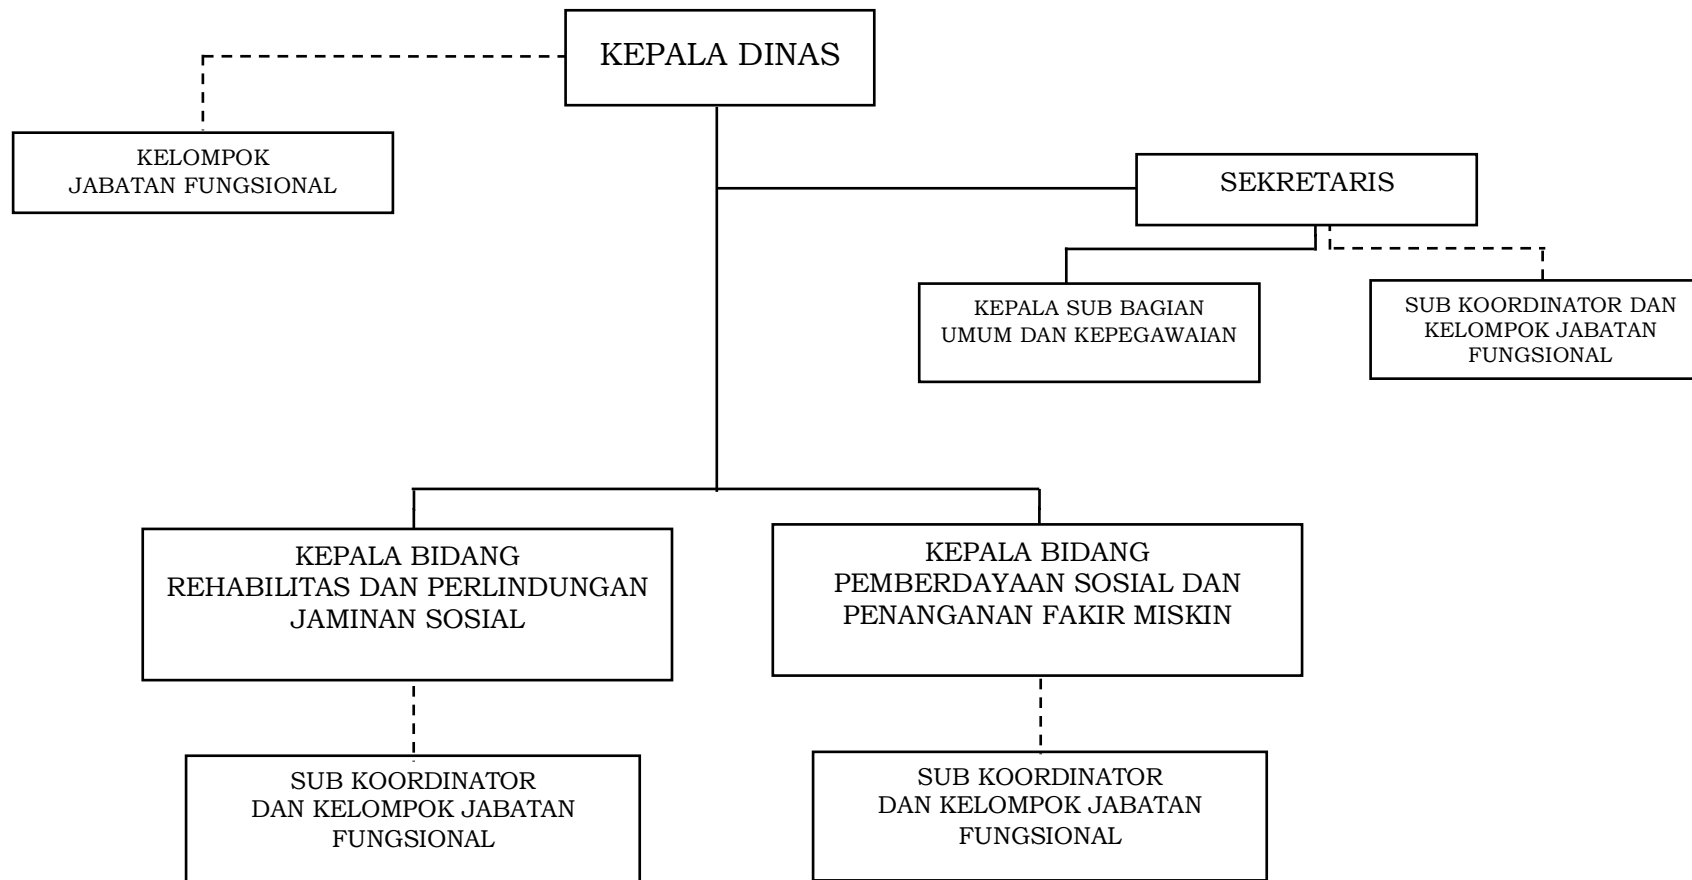 KEPALA DINAS
KELOMPOK
JABATAN FUNGSIONAL
SEKRETARIS
KEPALA SUB BAGIAN
UMUM DAN KEPEGAWAIAN
SUB KOORDINATOR DAN
KELOMPOK JABATAN
FUNGSIONAL
KEPALA BIDANG
REHABILITAS DAN PERLINDUNGAN
JAMINAN SOSIAL
KEPALA BIDANG
PEMBERDAYAAN SOSIAL DAN
PENANGANAN FAKIR MISKIN
SUB KOORDINATOR
DAN KELOMPOK JABATAN
FUNGSIONAL
SUB KOORDINATOR
DAN KELOMPOK JABATAN
FUNGSIONAL